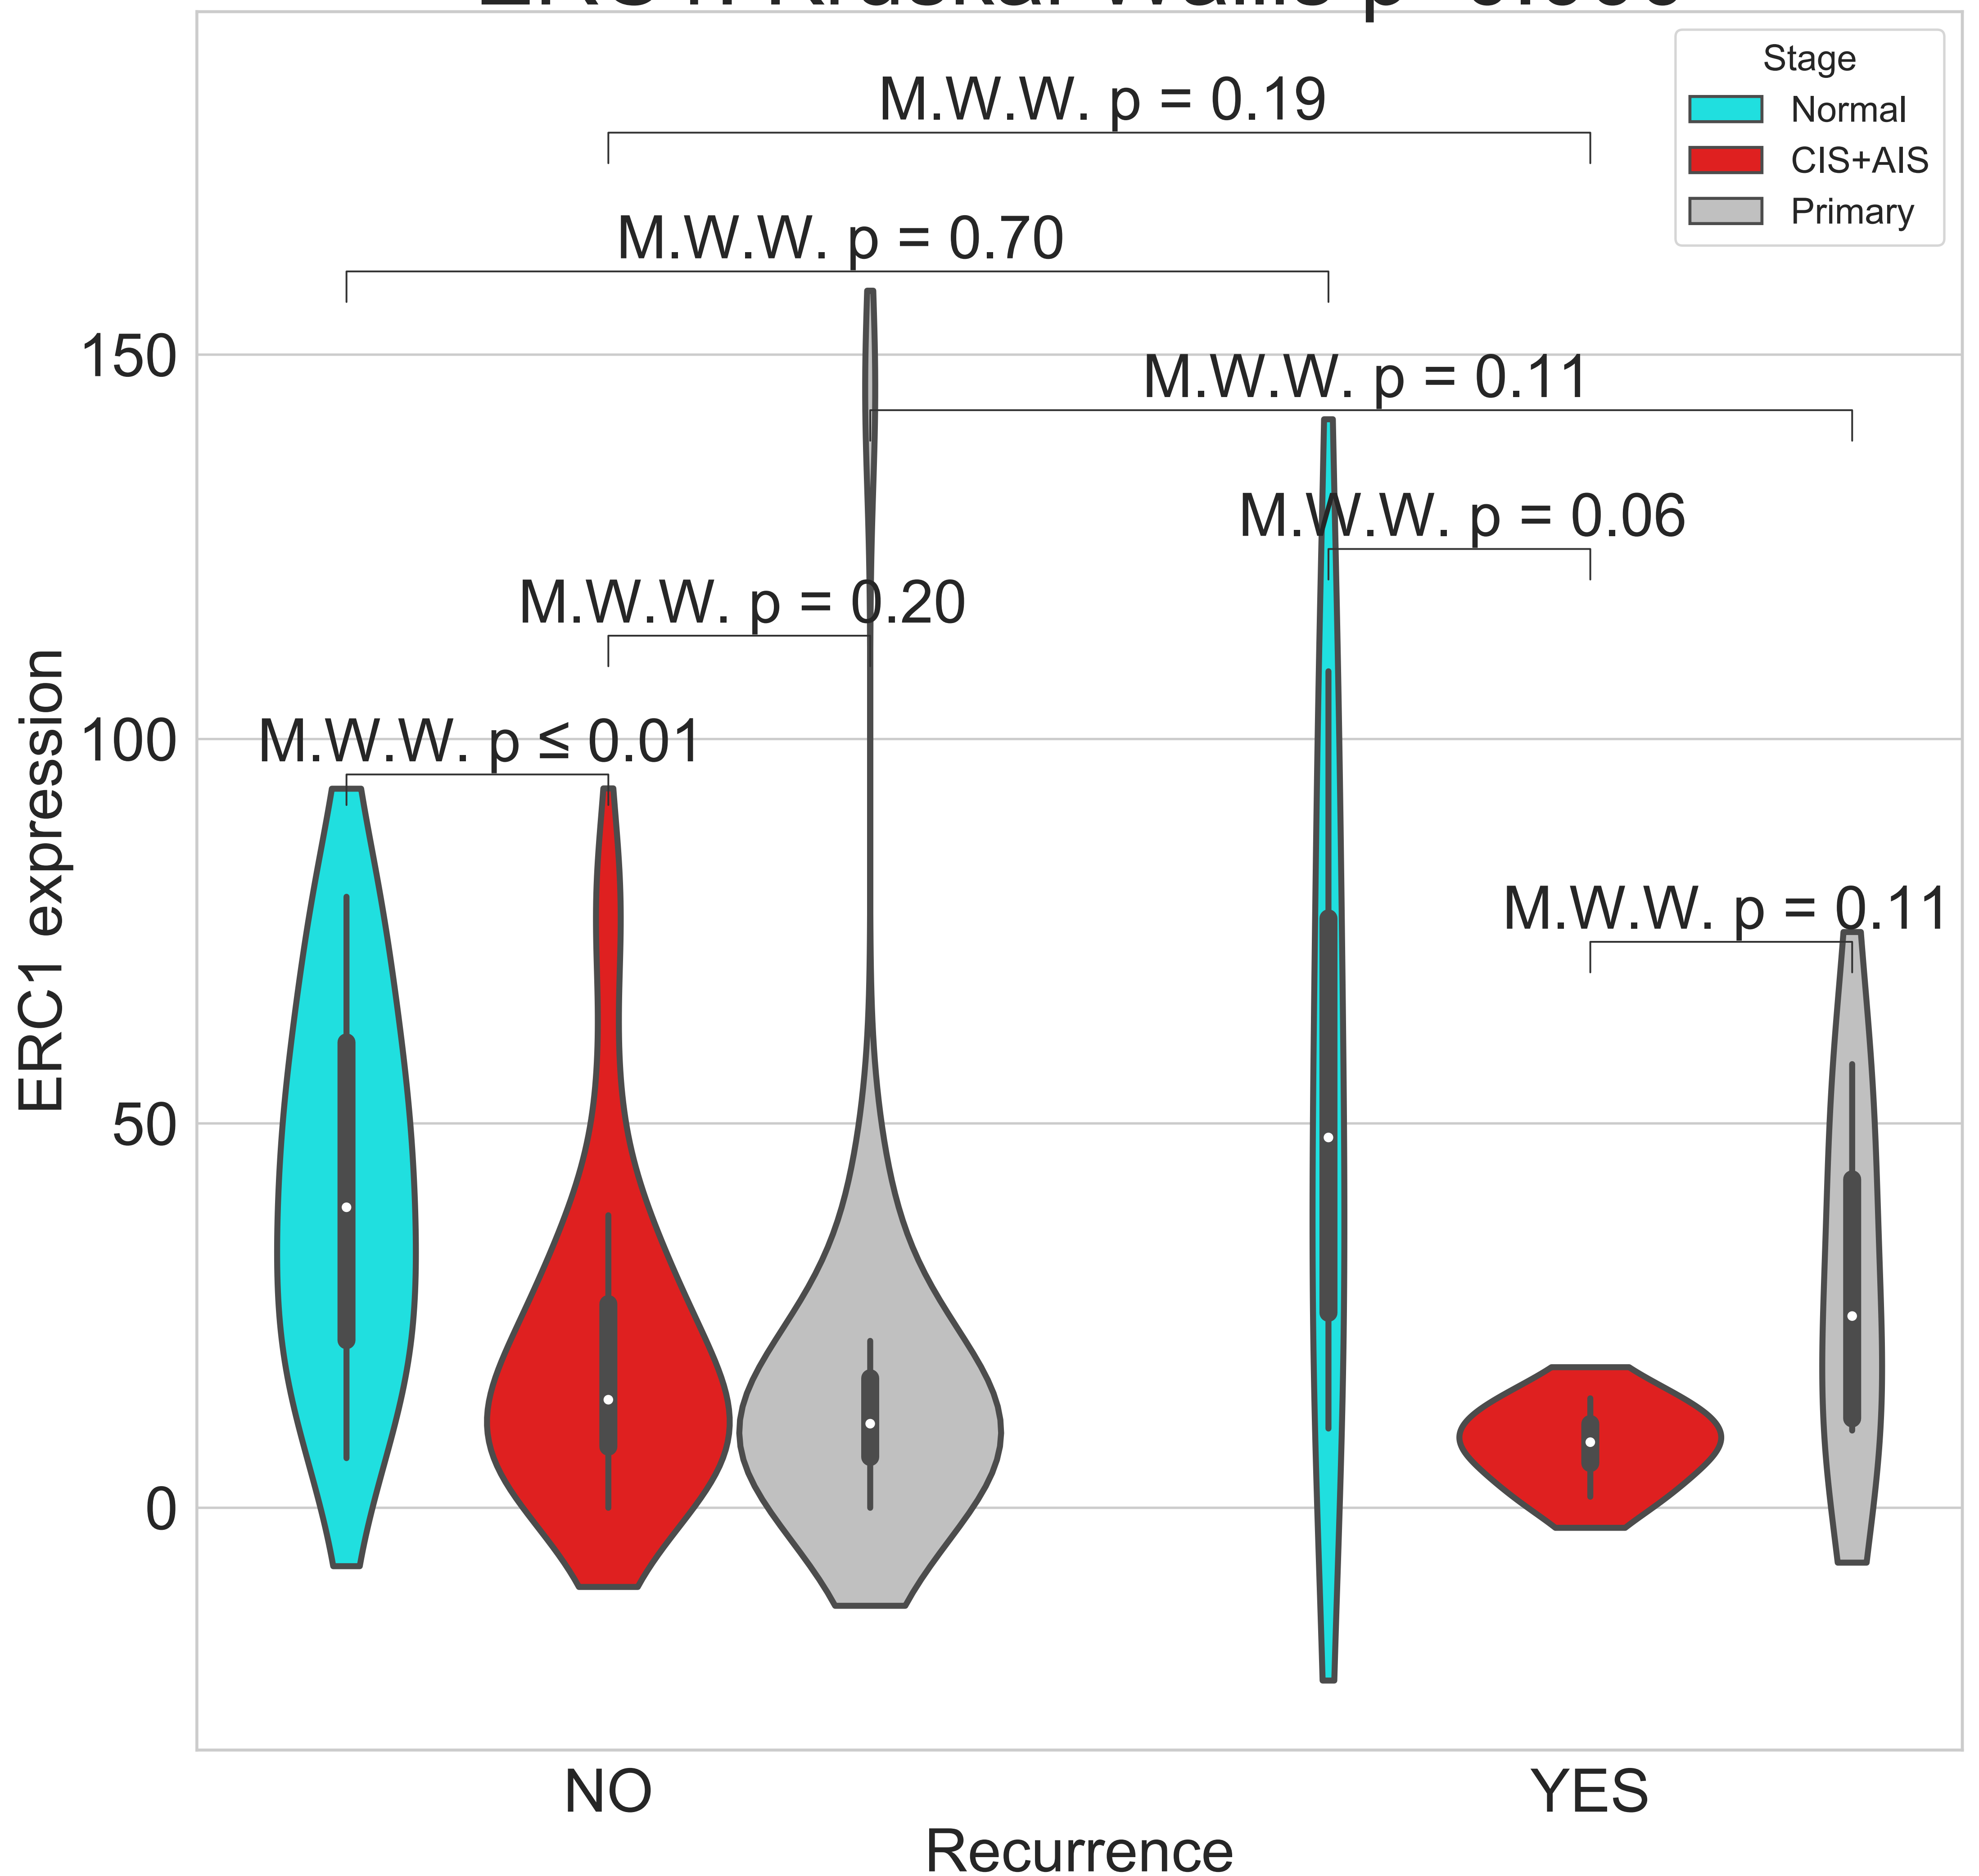 Stage
Normal
CIS+AIS
Primary
M.W.W. p = 0.19
M.W.W. p = 0.70
M.W.W. p = 0.11
M.W.W. p = 0.06
M.W.W. p = 0.20
M.W.W. p ≤ 0.01
M.W.W. p = 0.11
150
100
50
0
ERC1 expression
NO
YES
Recurrence